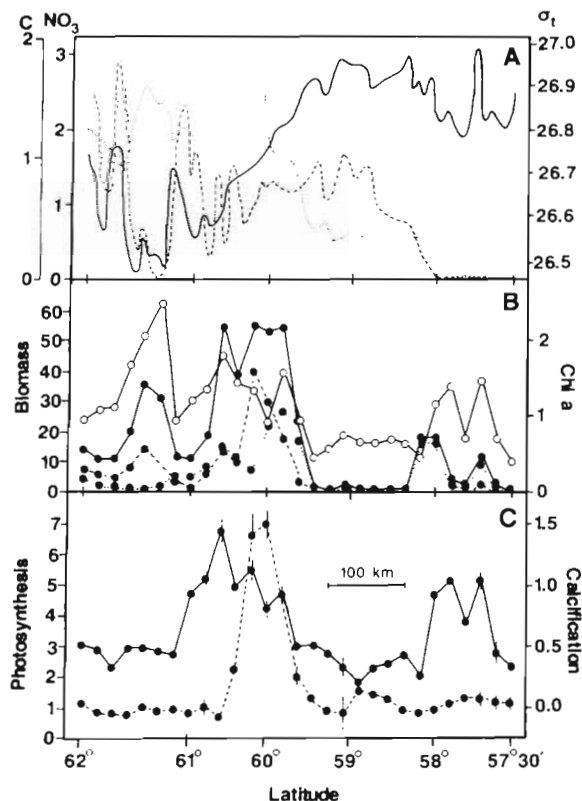 C NO3 σt
A
2 3 27.0
26.9
2 26.8
1 26.7
1 26.6
0 0 26.5
B
60
50 2
40
30
20 1
10
0 0
Biomass
Chl a
C
7 1.5
6
5 1.0
4
3 0.5
2
1 0.0
0
100 km
Photosynthesis
Calcification
62° 61° 60° 59° 58° 57°30'
Latitude